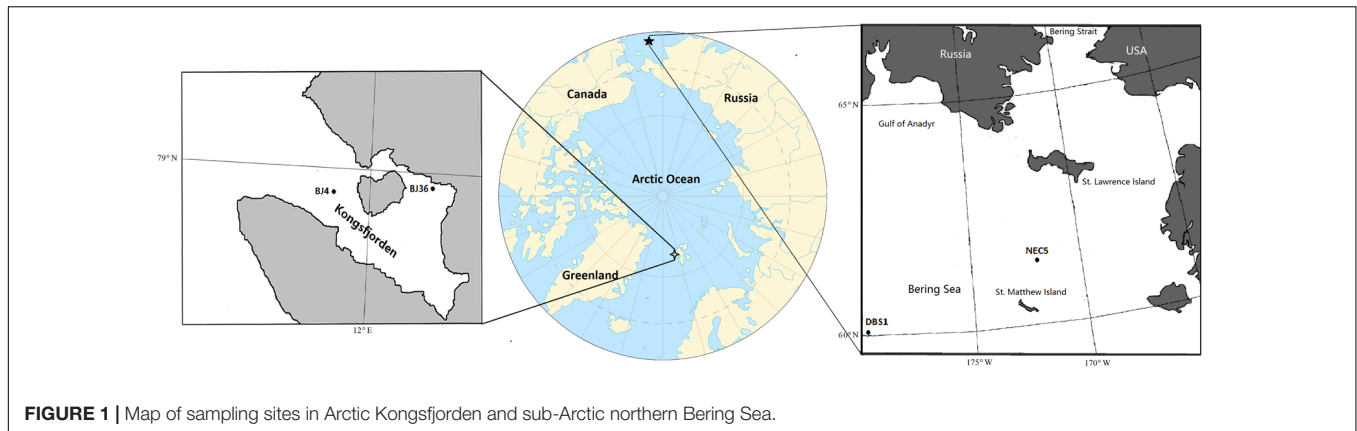 79° N
BJ4
BJ36
Kongsfjorden
12° E
Canada
Russia
Arctic Ocean
Greenland
Bering Strait
Russia
USA
65° N
Gulf of Anadyr
St. Lawrence Island
NEC5
Bering Sea
St. Matthew Island
DBS1
60° N
175° W
170° W
FIGURE 1 | Map of sampling sites in Arctic Kongsfjorden and sub-Arctic northern Bering Sea.